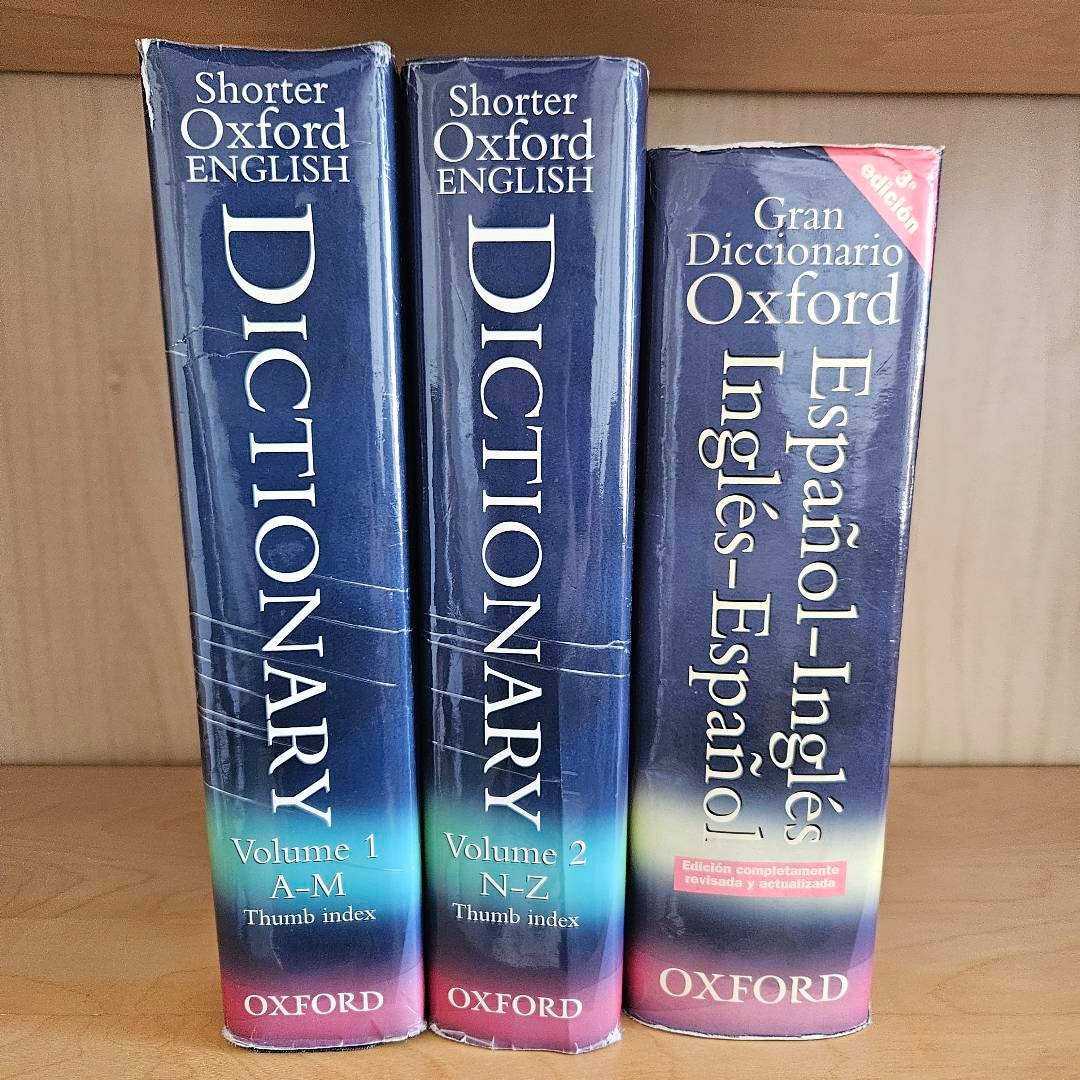 Shorter
Oxford
ENGLISH
DICTIONARY
Volume 1
A-M
Thumb index
OXFORD
Shorter
Oxford
ENGLISH
DICTIONARY
Volume 2
N-Z
Thumb index
OXFORD
3ª
edición
Gran
Diccionario
Oxford
Español-Inglés
Inglés-Español
Edición completamente
revisada y actualizada
OXFORD